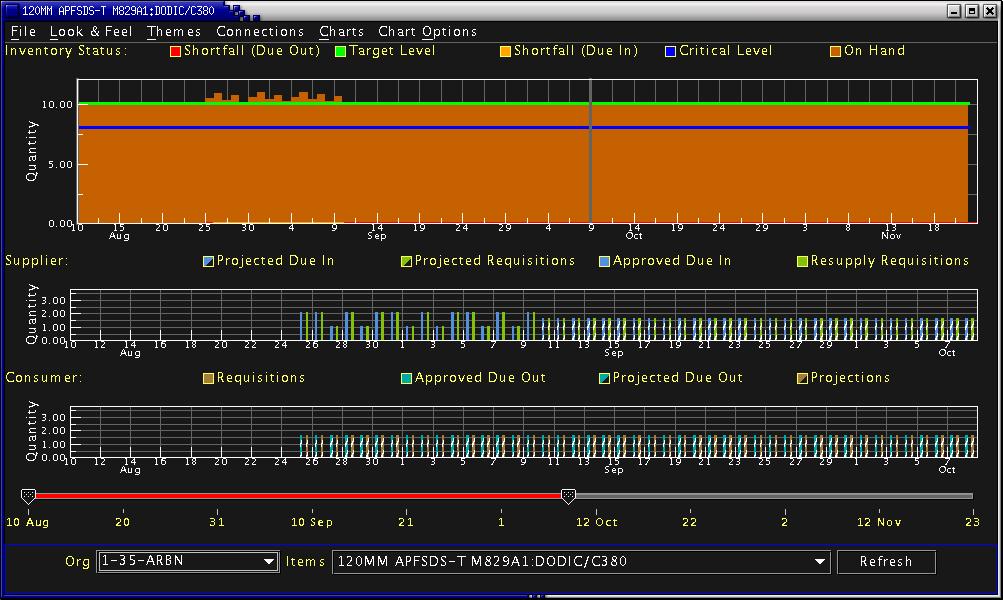 120MM APFSDS-T M829A1:DODIC/C380
File Look & Feel Themes Connections Charts Chart Options
Inventory Status: Shortfall (Due Out) Target Level Shortfall (Due In) Critical Level On Hand
Quantity
10.00
5.00
0.00
10 15 20 25 30 4 9 14 19 24 29 4 9 14 19 24 29 3 8 13 18
Aug Sep Oct Nov
Supplier: Projected Due In Projected Requisitions Approved Due In Resupply Requisitions
Quantity
3.00
2.00
1.00
0.00
10 12 14 16 18 20 22 24 26 28 30 1 3 5 7 9 11 13 15 17 19 21 23 25 27 29 1 3 5 7
Aug Sep Oct
Consumer: Requisitions Approved Due Out Projected Due Out Projections
Quantity
3.00
2.00
1.00
0.00
10 12 14 16 18 20 22 24 26 28 30 1 3 5 7 9 11 13 15 17 19 21 23 25 27 29 1 3 5 7
Aug Sep Oct
10 Aug 20 31 10 Sep 21 1 12 Oct 22 2 12 Nov 23
Org 1-35-ARBN Items 120MM APFSDS-T M829A1:DODIC/C380 Refresh